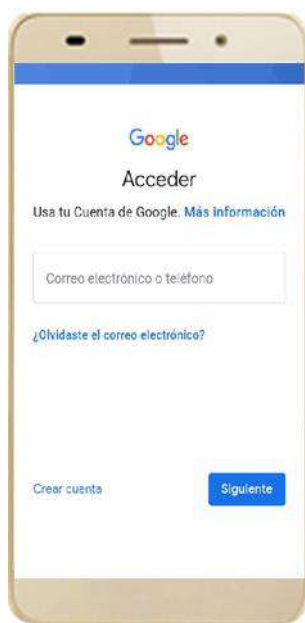 Google
Acceder
Usa tu Cuenta de Google. Más información
Correo electrónico o teléfono
¿Olvidaste el correo electrónico?
Crear cuenta
Siguiente